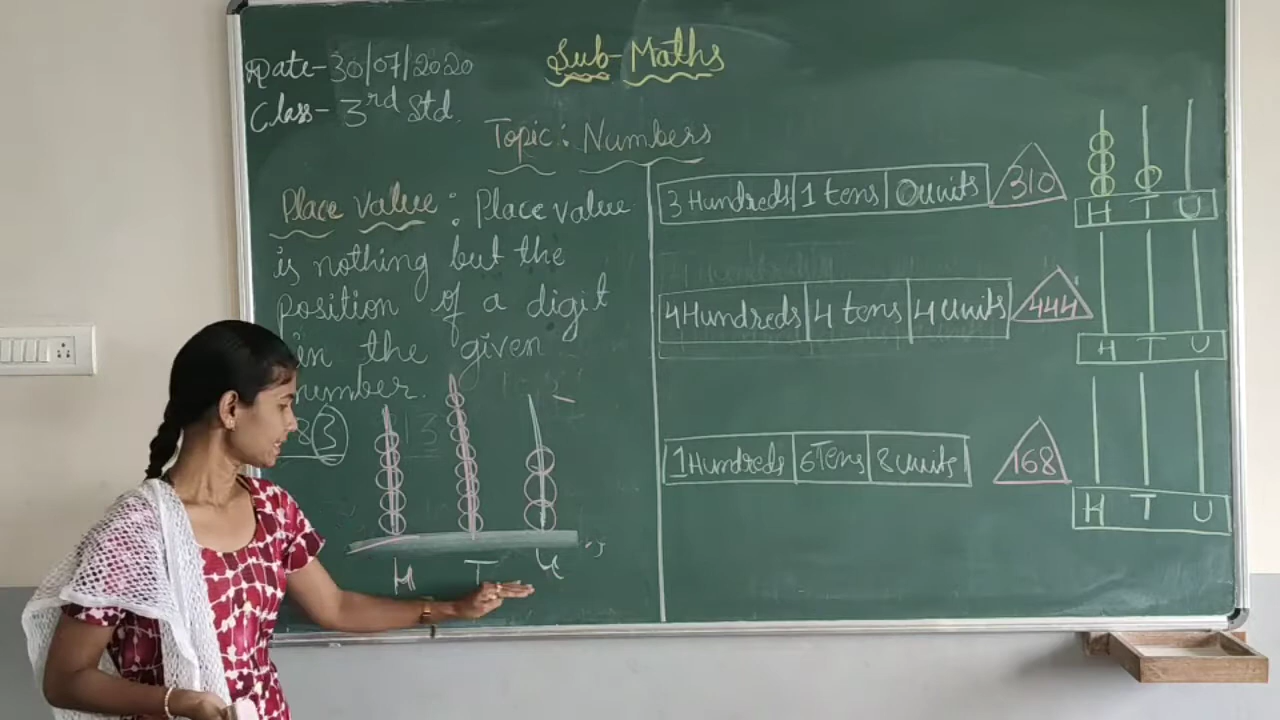 Date-30/07/2020
Class-3rd Std.
Sub-Maths
Topic: Numbers
Place value: Place value
is nothing but the
position of a digit
in the given
number.
83
H T U
3 Hundreds 1 tens 0 units 310
H T U
4 Hundreds 4 tens 4 units 444
H T U
1 Hundreds 6 Tens 8 units 168
H T U